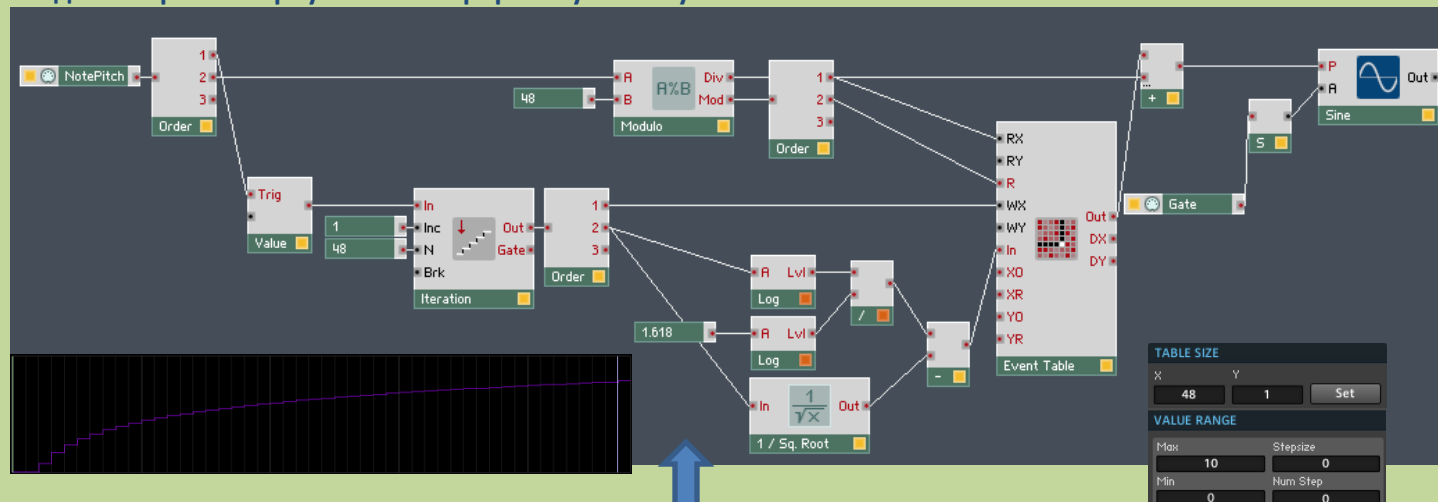 NotePitch
1
2
3
Order
48
A
B
A%B
Div
Mod
Modulo
1
2
3
Order
+
P
A
Out
Sine
S
Gate
Trig
Value
1
48
In
Inc
N
Brk
Out
Gate
Iteration
1
2
3
Order
A Lvl
Log
1.618
A Lvl
Log
/
In
1
√x
Out
1 / Sq. Root
-
RX
RY
R
WX
WY
In
XO
XR
YO
YR
Out
DX
DY
Event Table
TABLE SIZE
X Y
48 1 Set
VALUE RANGE
Max Stepsize
10 0
Min Num Step
0 0